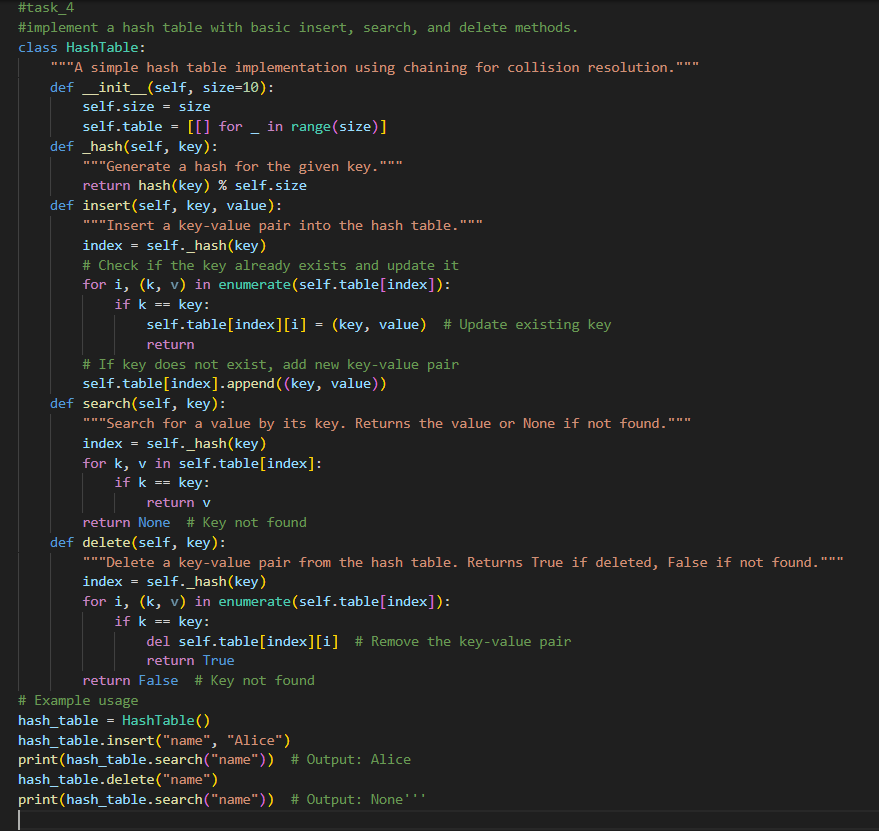 #task_4
#implement a hash table with basic insert, search, and delete methods.
class HashTable:
    """A simple hash table implementation using chaining for collision resolution."""
    def __init__(self, size=10):
        self.size = size
        self.table = [[] for _ in range(size)]
    def _hash(self, key):
        """Generate a hash for the given key."""
        return hash(key) % self.size
    def insert(self, key, value):
        """Insert a key-value pair into the hash table."""
        index = self._hash(key)
        # Check if the key already exists and update it
        for i, (k, v) in enumerate(self.table[index]):
            if k == key:
                self.table[index][i] = (key, value)  # Update existing key
                return
        # If key does not exist, add new key-value pair
        self.table[index].append((key, value))
    def search(self, key):
        """Search for a value by its key. Returns the value or None if not found."""
        index = self._hash(key)
        for k, v in self.table[index]:
            if k == key:
                return v
        return None  # Key not found
    def delete(self, key):
        """Delete a key-value pair from the hash table. Returns True if deleted, False if not found."""
        index = self._hash(key)
        for i, (k, v) in enumerate(self.table[index]):
            if k == key:
                del self.table[index][i]  # Remove the key-value pair
                return True
        return False  # Key not found
# Example usage
hash_table = HashTable()
hash_table.insert("name", "Alice")
print(hash_table.search("name"))  # Output: Alice
hash_table.delete("name")
print(hash_table.search("name"))  # Output: None'''